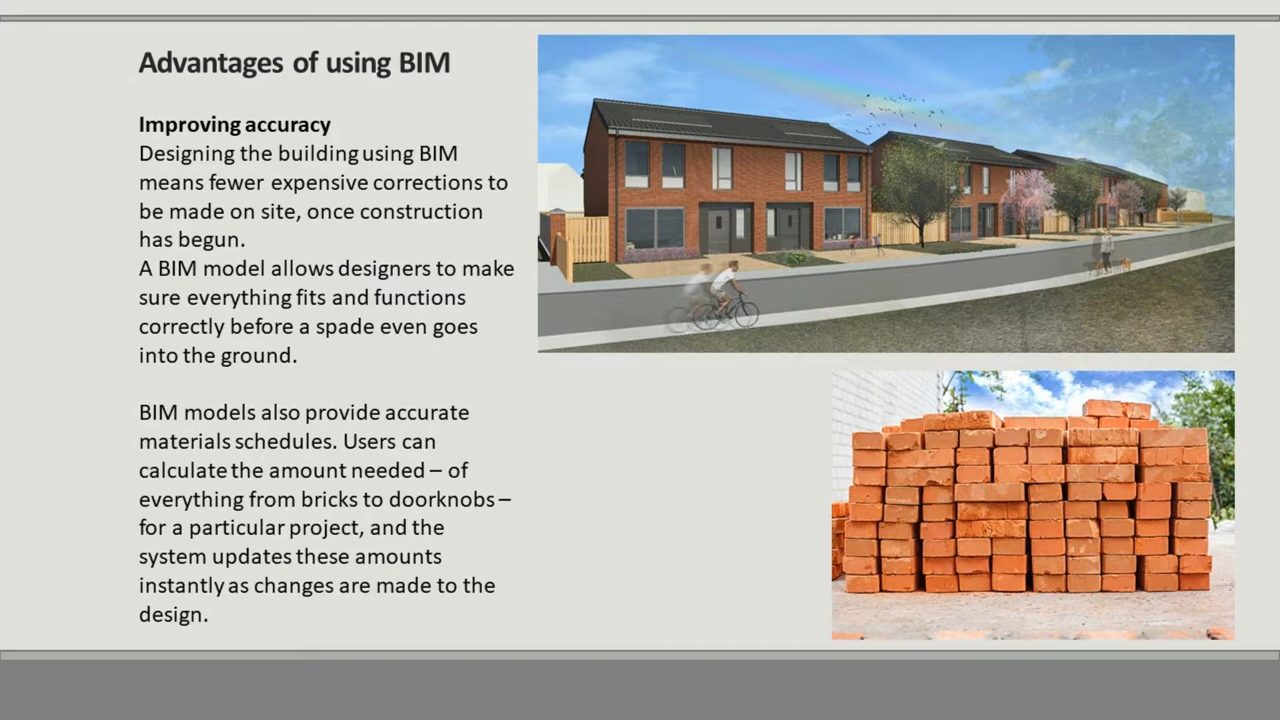 Advantages of using BIM
Improving accuracy
Designing the building using BIM
means fewer expensive corrections to
be made on site, once construction
has begun.
A BIM model allows designers to make
sure everything fits and functions
correctly before a spade even goes
into the ground.
BIM models also provide accurate
materials schedules. Users can
calculate the amount needed – of
everything from bricks to doorknobs –
for a particular project, and the
system updates these amounts
instantly as changes are made to the
design.